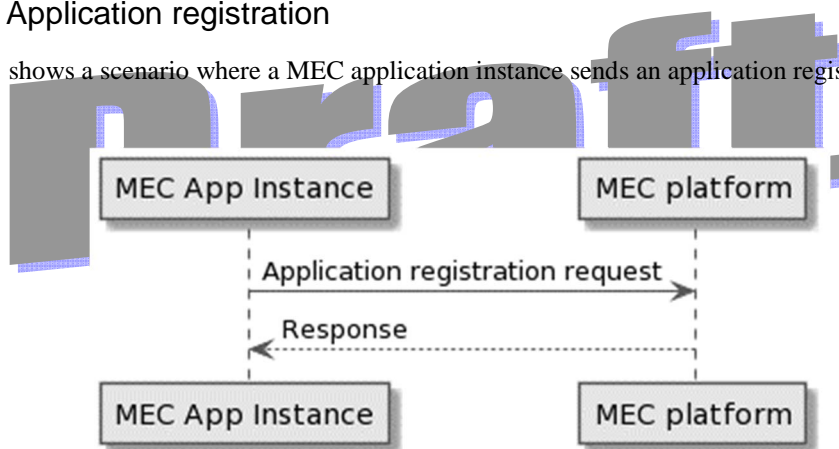 Application registration
shows a scenario where a MEC application instance sends an application regis
Draft
MEC App Instance MEC platform
Application registration request
Response
MEC App Instance MEC platform